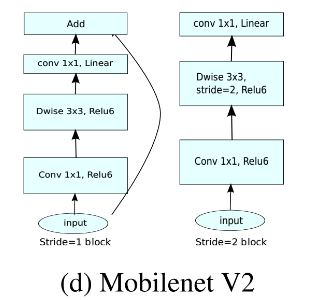 Add
conv 1x1, Linear
Dwise 3x3, Relu6
Conv 1x1, Relu6
input
Stride=1 block
conv 1x1, Linear
Dwise 3x3,
stride=2, Relu6
Conv 1x1, Relu6
input
Stride=2 block
(d) Mobilenet V2